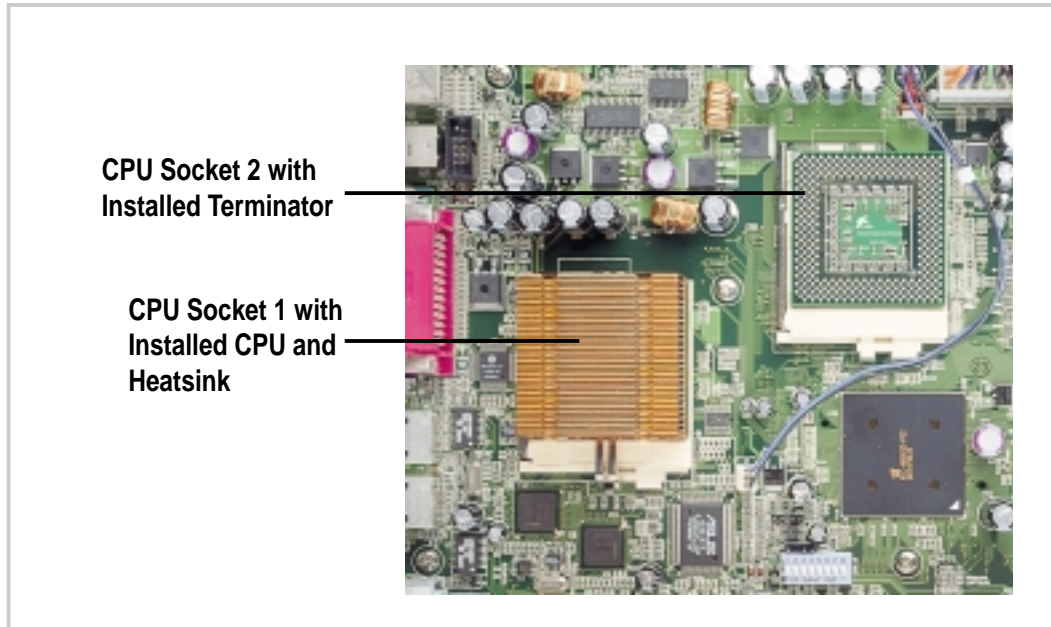 CPU Socket 2 with
Installed Terminator
CPU Socket 1 with
Installed CPU and
Heatsink